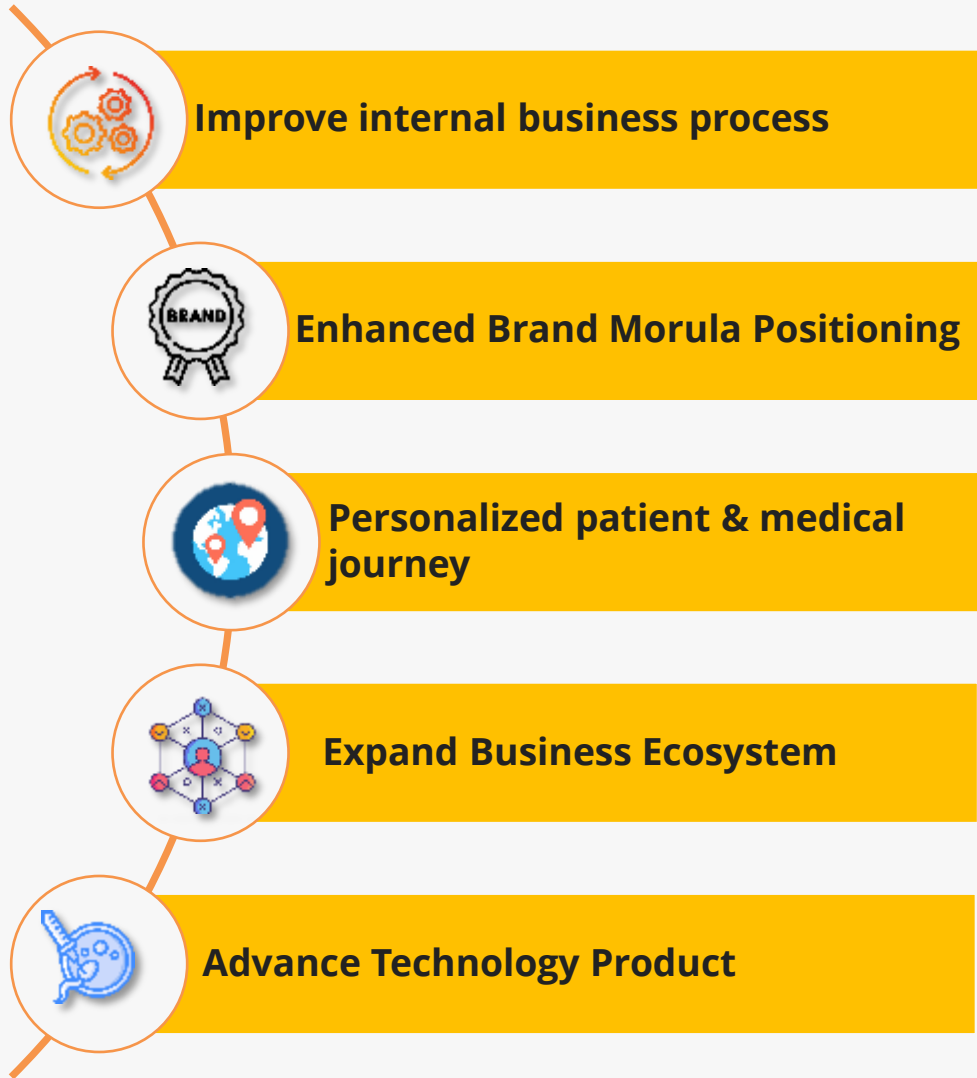 Improve internal business process
BRAND
Enhanced Brand Morula Positioning
Personalized patient & medical
journey
Expand Business Ecosystem
Advance Technology Product